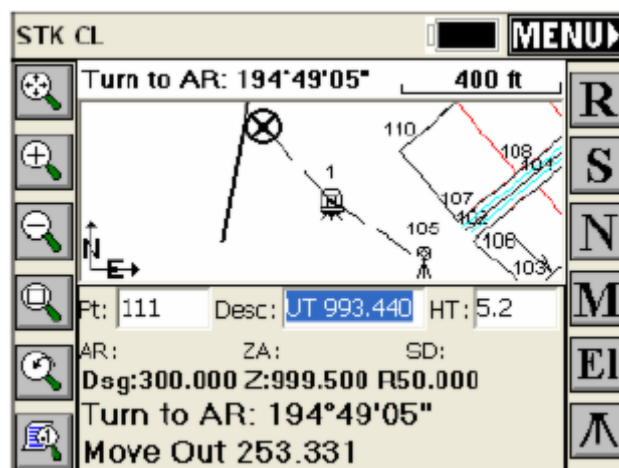 STK CL MENU
Turn to AR: 194°49'05" 400 ft
R
110
108
104
S
1
107
102
105
106
N
N
E
103
Pt: 111 Desc: UT 993.440 HT: 5.2
M
AR: ZA: SD:
El
Dsg:300.000 Z:999.500 R50.000
Turn to AR: 194°49'05"
Move Out 253.331